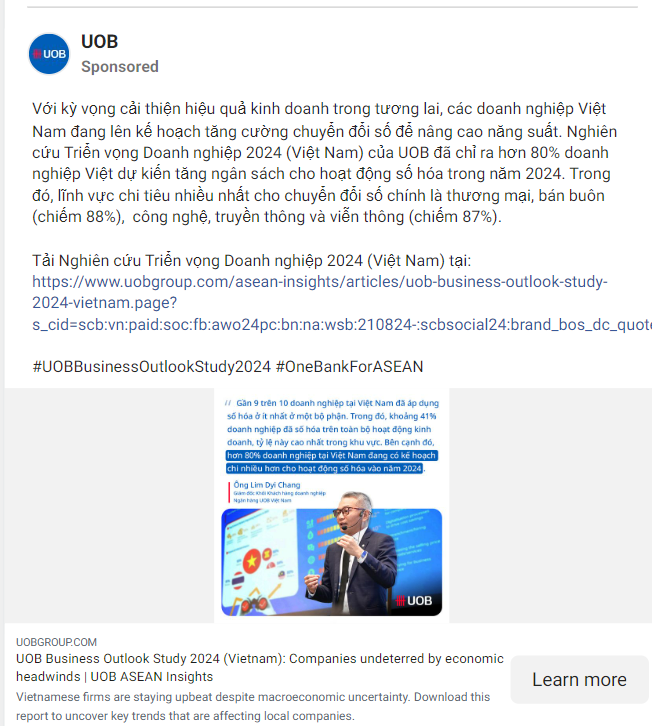 UOB
UOB
Sponsored
Với kỳ vọng cải thiện hiệu quả kinh doanh trong tương lai, các doanh nghiệp Việt
Nam đang lên kế hoạch tăng cường chuyển đổi số để nâng cao năng suất. Nghiên
cứu Triển vọng Doanh nghiệp 2024 (Việt Nam) của UOB đã chỉ ra hơn 80% doanh
nghiệp Việt dự kiến tăng ngân sách cho hoạt động số hóa trong năm 2024. Trong
đó, lĩnh vực chi tiêu nhiều nhất cho chuyển đổi số chính là thương mại, bán buôn
(chiếm 88%), công nghệ, truyền thông và viễn thông (chiếm 87%).
Tải Nghiên cứu Triển vọng Doanh nghiệp 2024 (Việt Nam) tại:
https://www.uobgroup.com/asean-insights/articles/uob-business-outlook-study-
2024-vietnam.page?
s_cid=scb:vn:paid:soc:fb:awo24pc:bn:na:wsb:210824-:scbsocial24:brand_bos_dc_quote
#UOBBusinessOutlookStudy2024 #OneBankForASEAN
// Gần 9 trên 10 doanh nghiệp tại Việt Nam đã áp dụng
số hóa ở ít nhất ở một bộ phận. Trong đó, khoảng 41%
doanh nghiệp đã số hóa trên toàn bộ hoạt động kinh
doanh, tỷ lệ này cao nhất trong khu vực. Bên cạnh đó,
hơn 80% doanh nghiệp tại Việt Nam đang có kế hoạch
chi nhiều hơn cho hoạt động số hóa vào năm 2024.
Ông Lim Dyi Chang
Giám đốc Khối Khách hàng doanh nghiệp
Ngân hàng UOB Việt Nam
UOB
UOBGROUP.COM
UOB Business Outlook Study 2024 (Vietnam): Companies undeterred by economic
headwinds | UOB ASEAN Insights
Vietnamese firms are staying upbeat despite macroeconomic uncertainty. Download this
report to uncover key trends that are affecting local companies.
Learn more